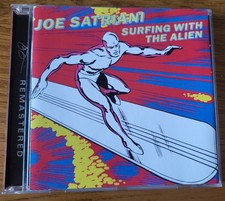 JOE SATRIANI
SURFING WITH
THE ALIEN
REMASTERED